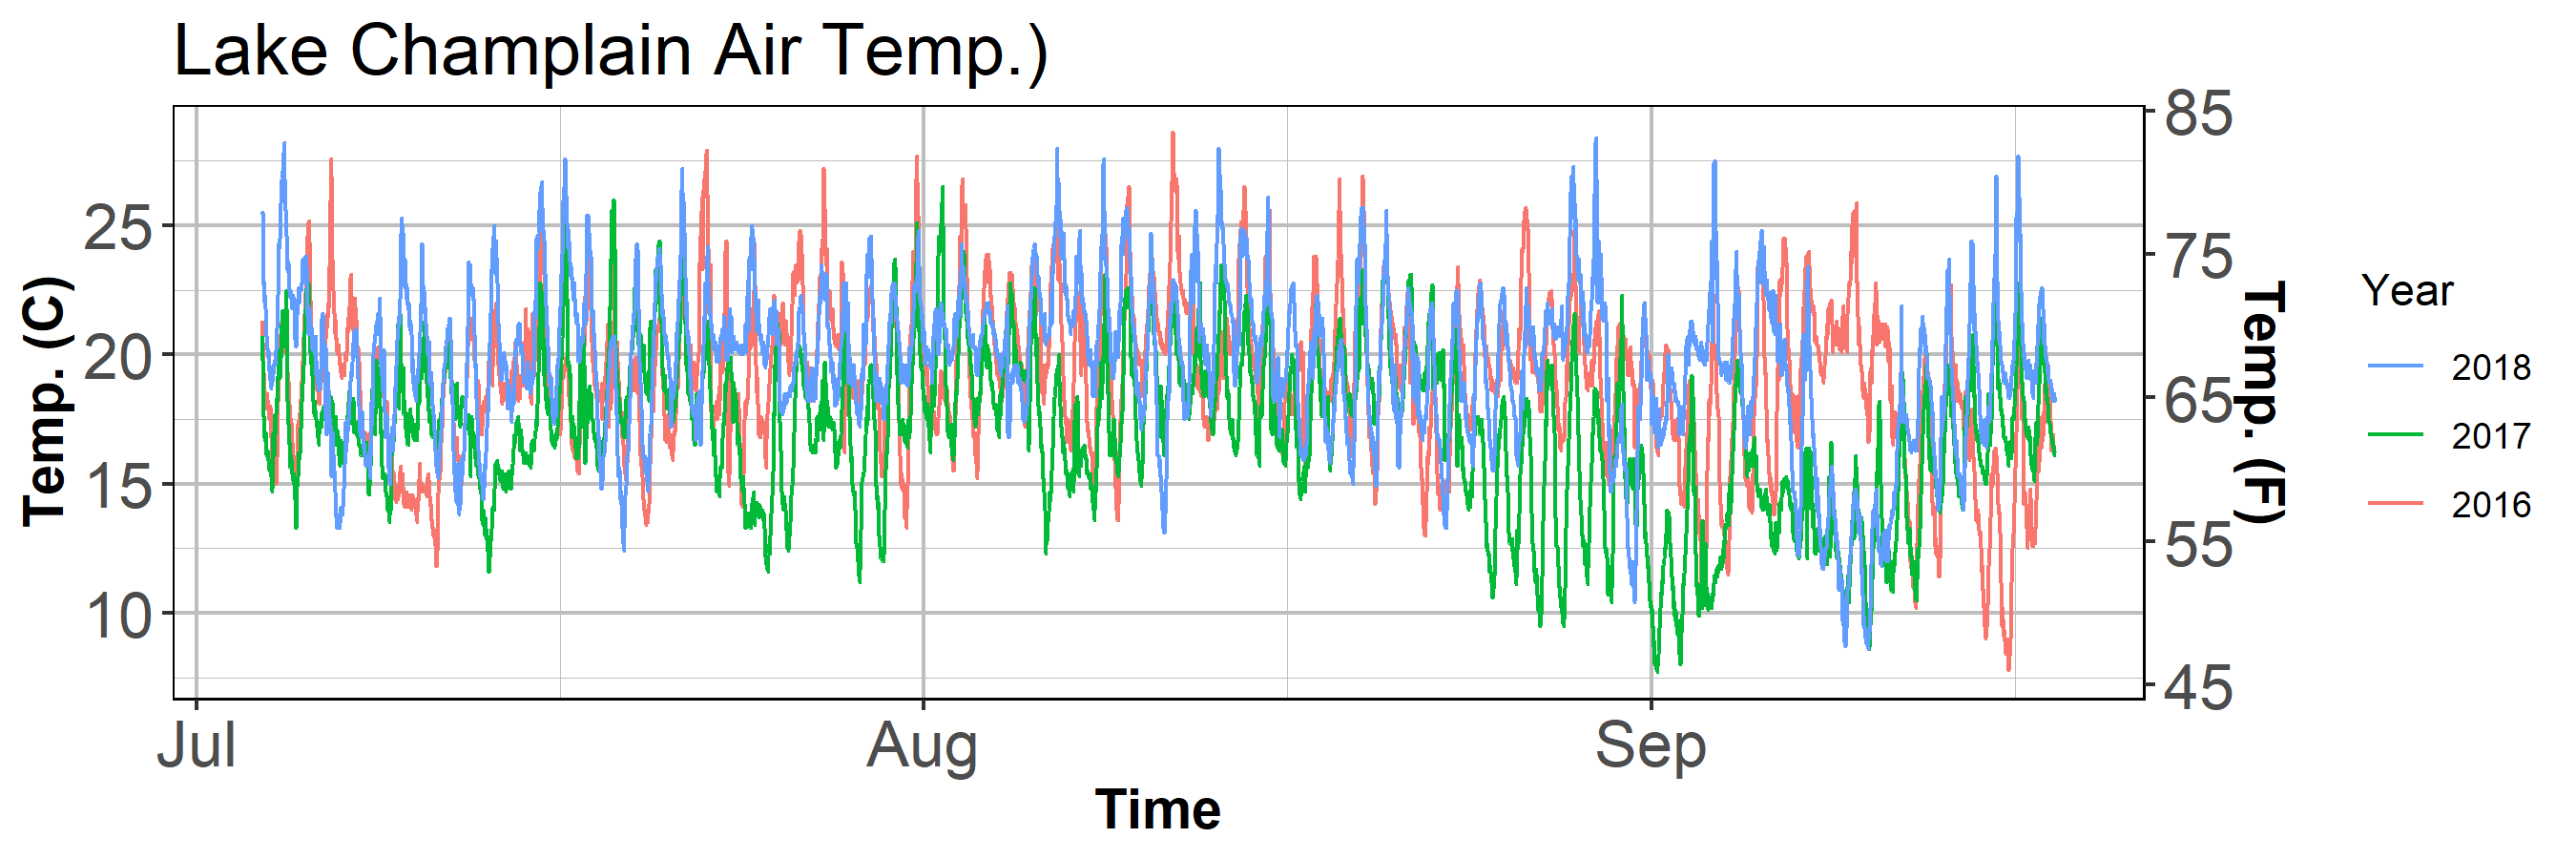 Lake Champlain Air Temp.)
Temp. (C)
25
20
15
10
85
75
65
55
45
Temp. (F)
Jul
Aug
Sep
Time
Year
2018
2017
2016